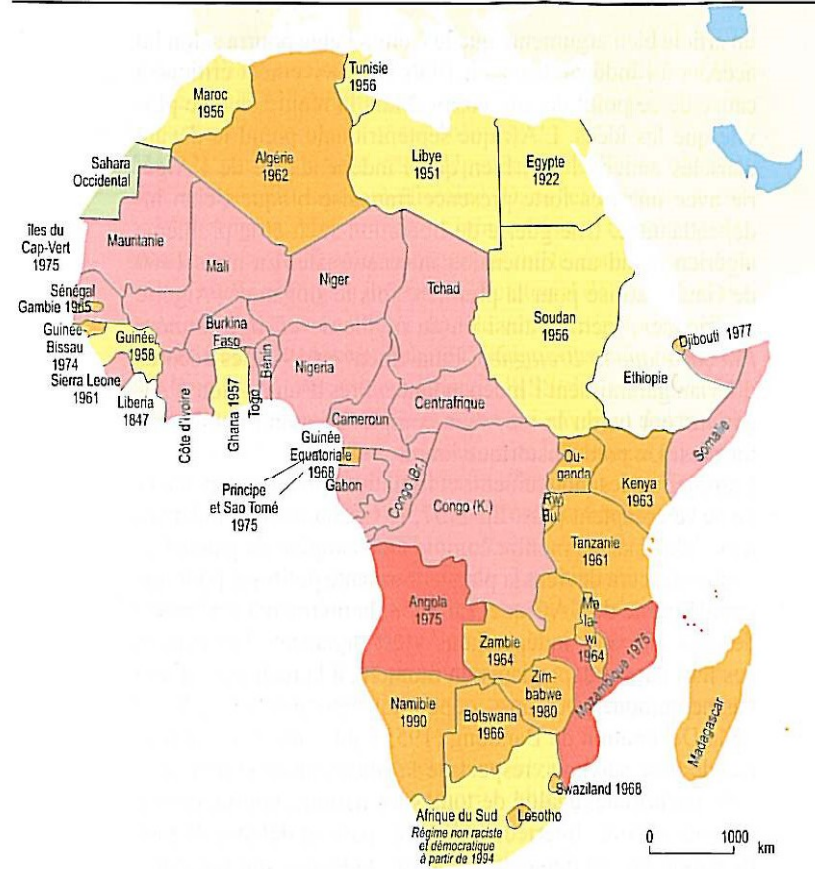 Tunisie
1956
Maroc
1956
Algérie
1962
Libye
1951
Egypte
1922
Sahara
Occidental
îles du
Cap-Vert
1975
Mauritanie
Mali
Niger
Tchad
Soudan
1956
Sénégal
Gambie 1965
Guinée-
Bissau
1974
Guinée
1958
Burkina
Faso
Bénin
Nigeria
Djibouti 1977
Ethiopie
Sierra Leone
1961
Liberia
1847
Côte d'ivoire
Ghana 1957
Togo
Cameroun
Centrafrique
Somalie
Guinée
Equatoriale
1968
Gabon
Congo (Br.)
Congo (K.)
Ou-
ganda
Kenya
1963
Principe
et Sao Tomé
1975
Rw.
Bu.
Tanzanie
1961
Angola
1975
Zambie
1964
Ma-
la-
wi
1964
Mozambique 1975
Zim-
babwe
1980
Namibie
1990
Botswana
1966
Madagascar
Swaziland 1968
Afrique du Sud
Lesotho
Régime non raciste
et démocratique
à partir de 1994
0 1000
km